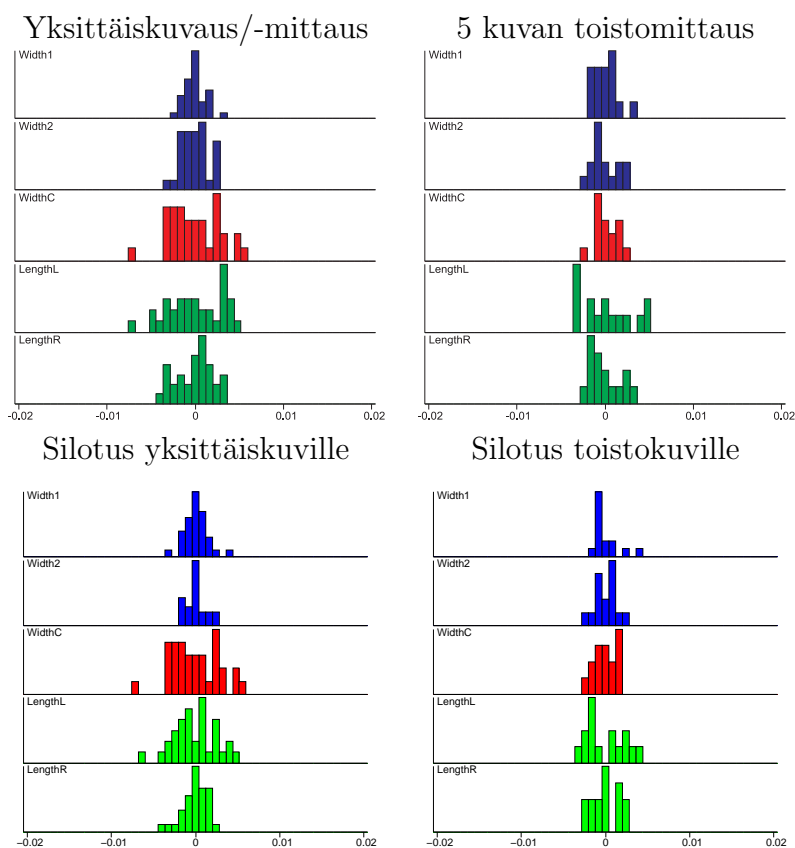 Yksittäiskuvaus/-mittaus
Width1
Width2
WidthC
LengthL
LengthR
-0.02 -0.01 0 0.01 0.02
5 kuvan toistomittaus
Width1
Width2
WidthC
LengthL
LengthR
-0.02 -0.01 0 0.01 0.02
Silotus yksittäiskuville
Width1
Width2
WidthC
LengthL
LengthR
−0.02 −0.01 0 0.01 0.02
Silotus toistokuville
Width1
Width2
WidthC
LengthL
LengthR
−0.02 −0.01 0 0.01 0.02